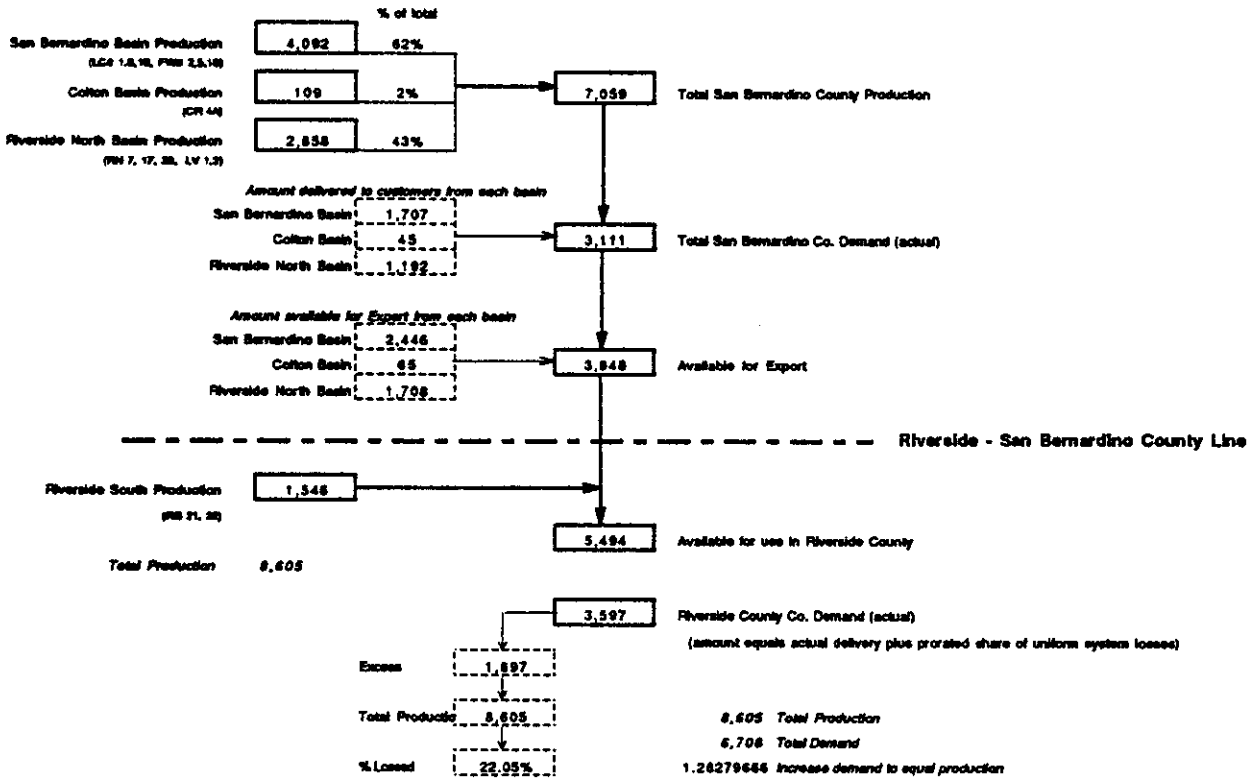 % of total
San Bernardino Basin Production 4,092 62%
Colton Basin Production 109 2%
(CR 4A)
7,059 Total San Bernardino County Production
Riverside North Basin Production 2,858 43%
Amount delivered to customers from each basin
San Bernardino Basin 1,707
Colton Basin 45
3,111 Total San Bernardino Co. Demand (actual)
Riverside North Basin 1,192
Amount available for Export from each basin
San Bernardino Basin 2,446
Colton Basin 65
3,948 Available for Export
Riverside North Basin 1,708
Riverside - San Bernardino County Line
Riverside South Production 1,546
5,494 Available for use in Riverside County
Total Production 8,605
3,597 Riverside County Co. Demand (actual)
(amount equals actual delivery plus prorated share of uniform system losses)
Excess 1,897
Total Productio 8,605
8,605 Total Production
6,708 Total Demand
% Lossed 22.05%
1.28279666 Increase demand to equal production